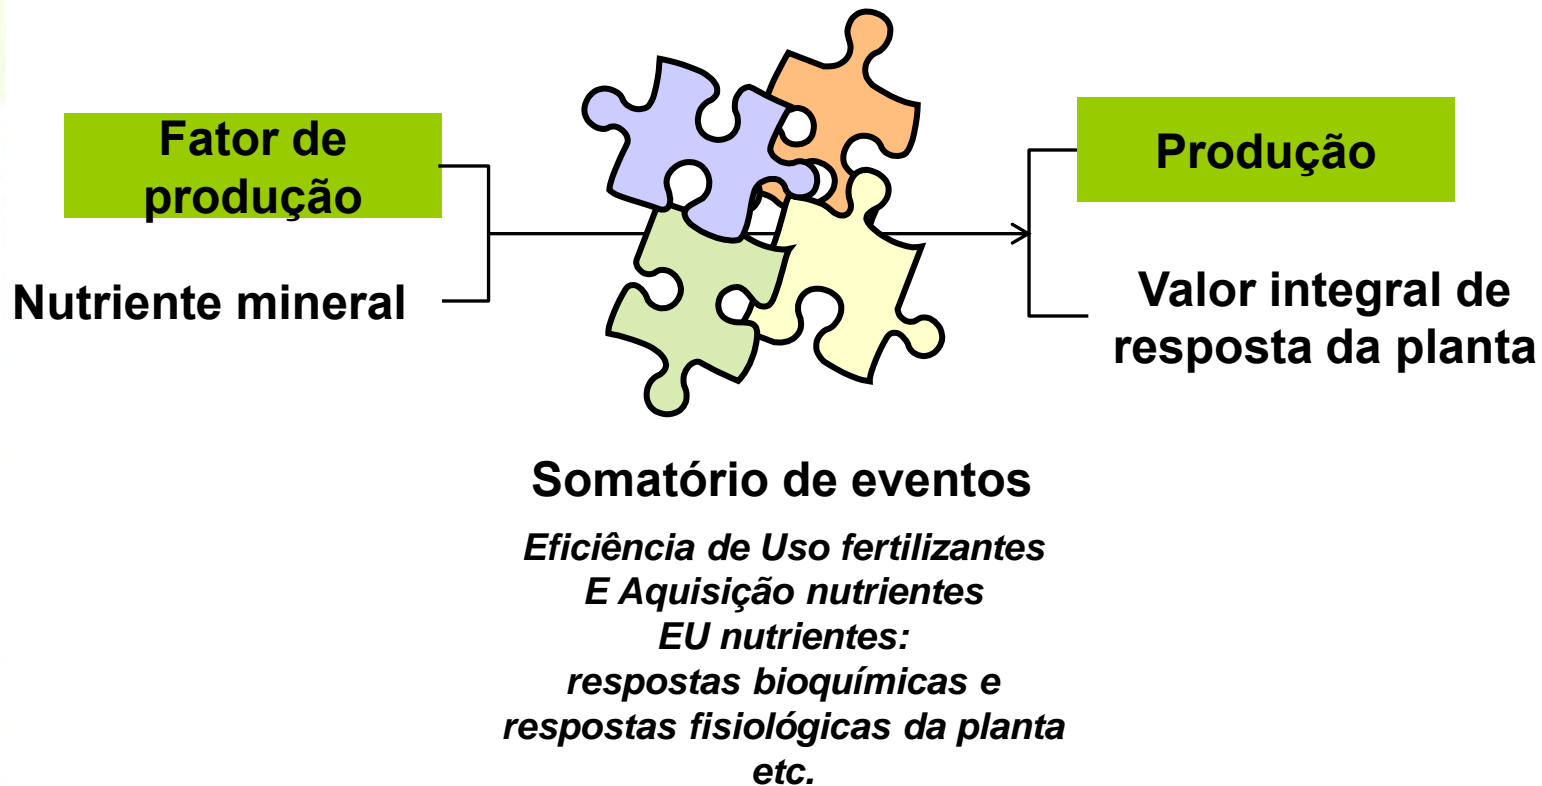 Fator de
produção
Nutriente mineral
Produção
Valor integral de
resposta da planta
Somatório de eventos
Eficiência de Uso fertilizantes
E Aquisição nutrientes
EU nutrientes:
respostas bioquímicas e
respostas fisiológicas da planta
etc.